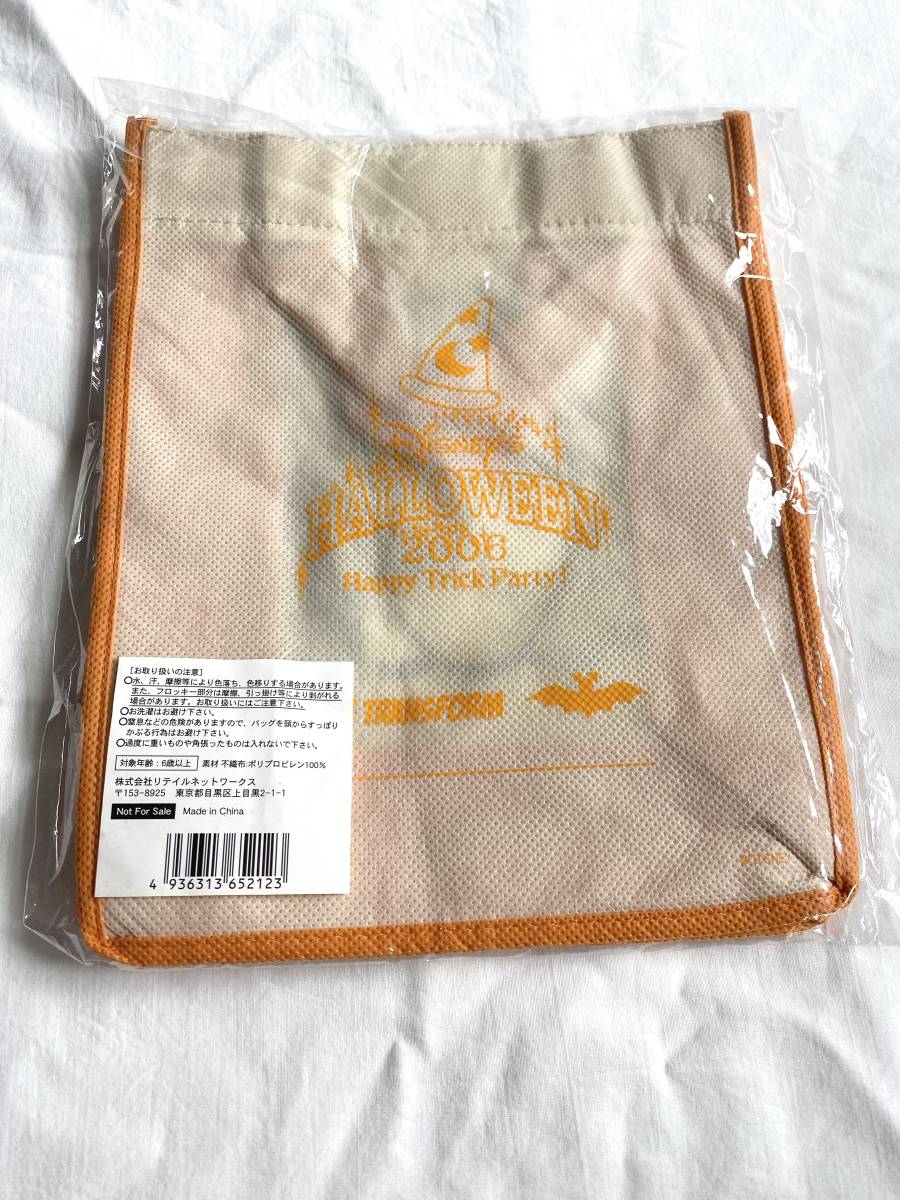 DISNEY'S
HALLOWEEN
2006
Happy Trick Party!
TRANSFORM
[お取り扱いの注意]
○水、汗、摩擦等により色落ち、色移りする場合があります。
また、フロッキー部分は摩擦、引っ掛け等により剥がれる
場合があります。お取り扱いにはご注意下さい。
○お洗濯はお避け下さい。
○窒息などの危険がありますので、バッグを頭からすっぽり
かぶる行為はお避け下さい。
○過度に重いものや角張ったものは入れないで下さい。
対象年齢：6歳以上 素材 不織布：ポリプロピレン100%
株式会社リテイルネットワークス
〒153-8925 東京都目黒区上目黒2-1-1
Not For Sale Made in China
4 936313 652123